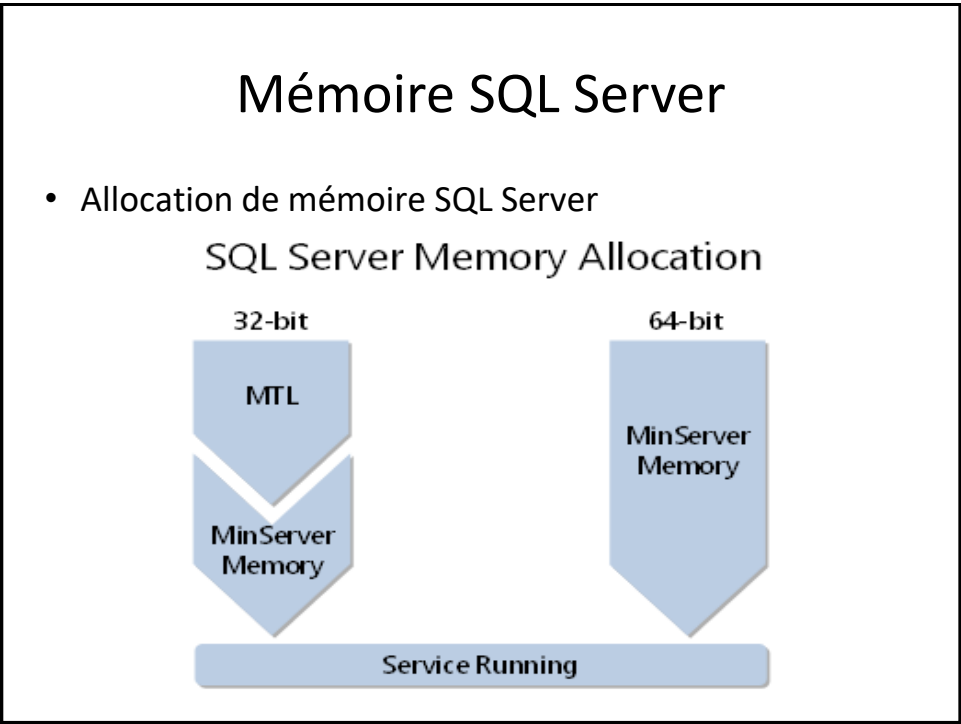 Mémoire SQL Server
• Allocation de mémoire SQL Server
SQL Server Memory Allocation
32-bit
64-bit
MTL
MinServer
Memory
MinServer
Memory
Service Running